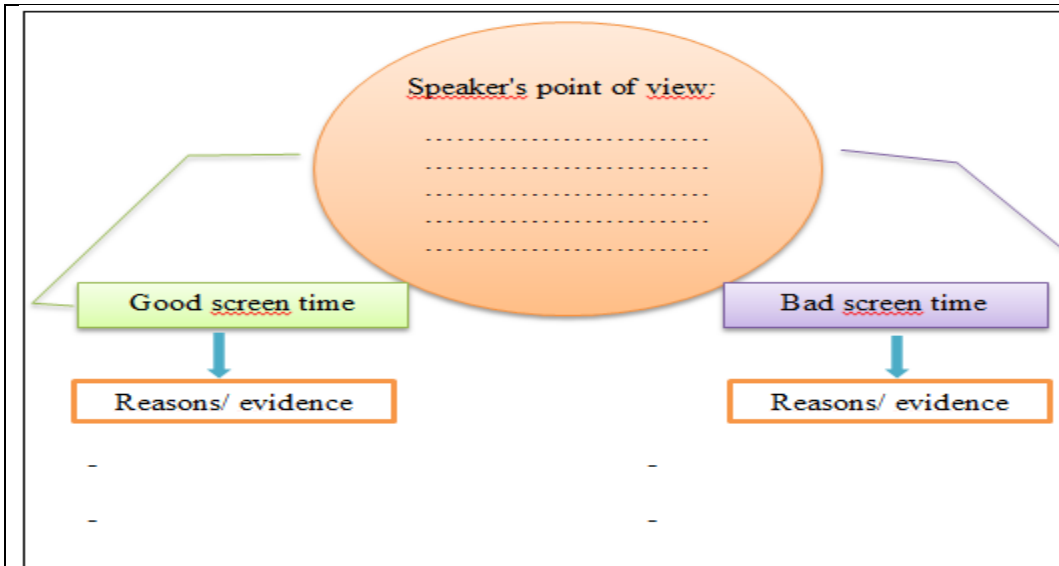 Speaker's point of view:
- - - - - - - - - - - - - - - - - - - - - - - - -
- - - - - - - - - - - - - - - - - - - - - - - - -
- - - - - - - - - - - - - - - - - - - - - - - - -
- - - - - - - - - - - - - - - - - - - - - - - - -
- - - - - - - - - - - - - - - - - - - - - - - - -
Good screen time
Bad screen time
Reasons/ evidence
Reasons/ evidence
-
-
-
-